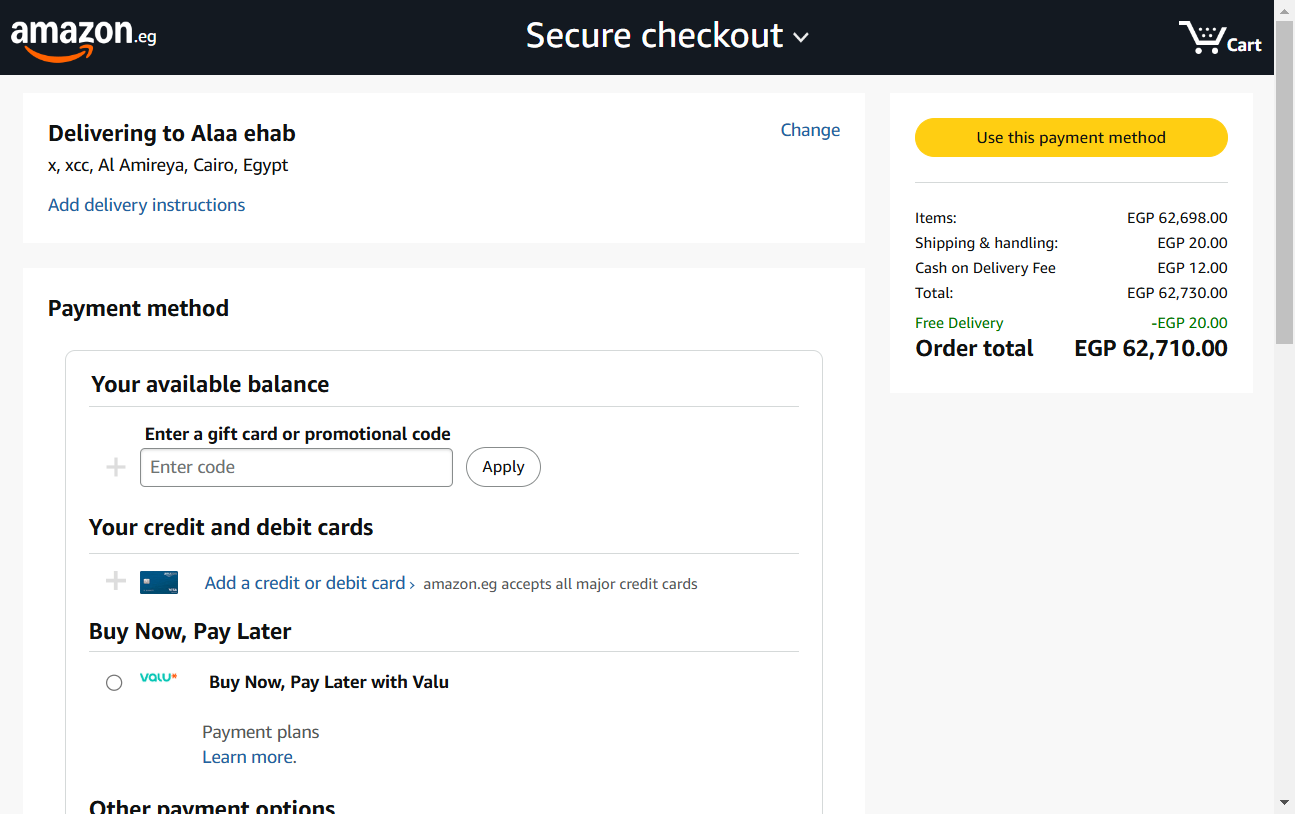 amazon.eg
Secure checkout
Cart
Delivering to Alaa ehab
Change
x, xcc, Al Amireya, Cairo, Egypt
Add delivery instructions
Payment method
Your available balance
Enter a gift card or promotional code
Enter code
Apply
Your credit and debit cards
Add a credit or debit card › amazon.eg accepts all major credit cards
Buy Now, Pay Later
valu* Buy Now, Pay Later with Valu
Payment plans
Learn more.
Other payment options
Use this payment method
Items: EGP 62,698.00
Shipping & handling: EGP 20.00
Cash on Delivery Fee EGP 12.00
Total: EGP 62,730.00
Free Delivery -EGP 20.00
Order total EGP 62,710.00